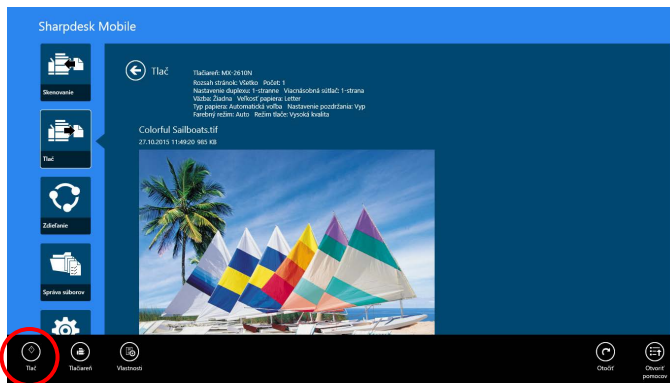 Sharpdesk Mobile
Skenovanie
Tlač
Zdieľanie
Správa súborov
Tlač
Tlačiareň: MX-2610N
Rozsah stránok: Všetko Počet: 1
Nastavenie duplexu: 1-stranne Viacnásobná sútlač: 1-strana
Väzba: Žiadna Veľkosť papiera: Letter
Typ papiera: Automatická voľba Nastavenie pozdržania: Vyp
Farebný režim: Auto Režim tlače: Vysoká kvalita
Colorful Sailboats.tif
27.10.2015 11:49:20 985 KB
Tlač
Tlačiareň
Vlastnosti
Otočiť
Otvoriť
pomocov